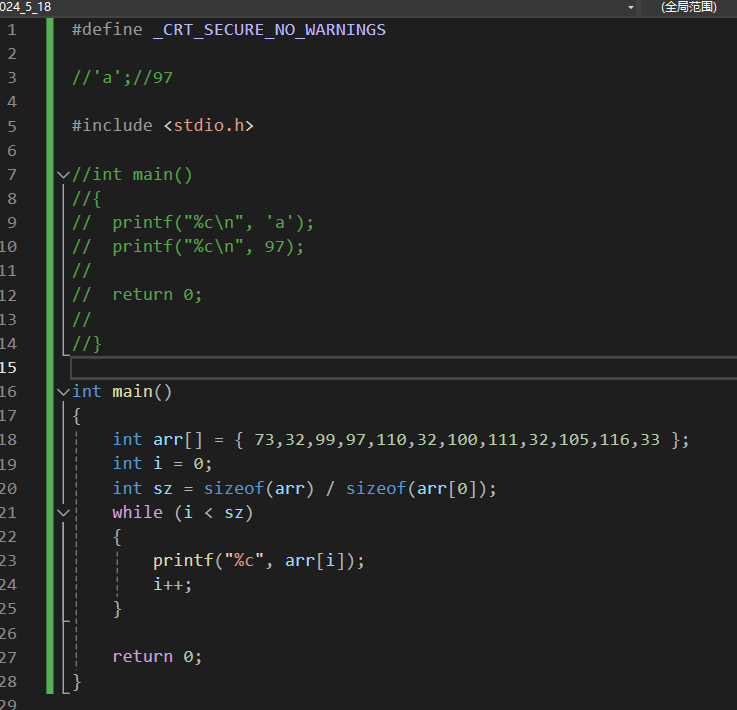 024_5_18 (全局范围)
1 #define _CRT_SECURE_NO_WARNINGS
2
3 //'a';//97
4
5 #include <stdio.h>
6
7 //int main()
8 //{
9 // printf("%c\n", 'a');
10 // printf("%c\n", 97);
11 //
12 // return 0;
13 //
14 //}
15
16 int main()
17 {
18 int arr[] = { 73,32,99,97,110,32,100,111,32,105,116,33 };
19 int i = 0;
20 int sz = sizeof(arr) / sizeof(arr[0]);
21 while (i < sz)
22 {
23 printf("%c", arr[i]);
24 i++;
25 }
26
27 return 0;
28 }
29